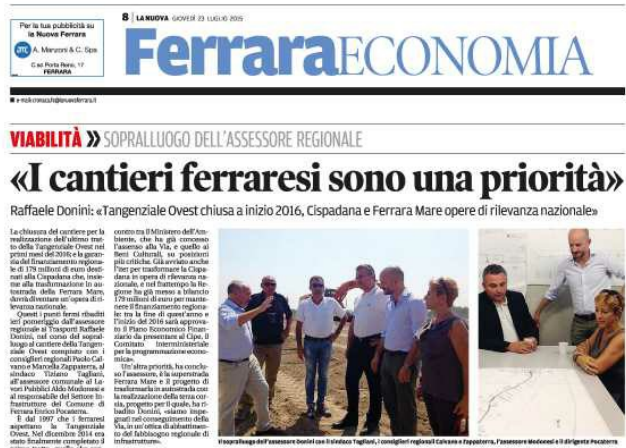 Per la tua pubblicità su
la Nuova Ferrara
A. Manzoni & C. Spa
C.so Porta Reno, 17
FERRARA
8 LA NUOVA GIOVEDÌ 23 LUGLIO 2015
FerraraECONOMIA
e-mail:cronaca.fe@lanuovaferrara.it
VIABILITÀ » SOPRALLUOGO DELL'ASSESSORE REGIONALE
«I cantieri ferraresi sono una priorità»
Raffaele Donini: «Tangenziale Ovest chiusa a inizio 2016, Cispadana e Ferrara Mare opere di rilevanza nazionale»
La chiusura del cantiere per la
realizzazione dell'ultimo trat-
to della Tangenziale Ovest nei
primi mesi del 2016; e la garan-
zia del finanziamento regiona-
le di 179 milioni di euro desti-
nati alla Cispadana che, insie-
me alla trasformazione in au-
tostrada della Ferrara Mare,
dovrà diventare un'opera di ri-
levanza nazionale.
Questi i punti fermi ribaditi
ieri pomeriggio dall'assessore
regionale ai Trasporti Raffaele
Donini, nel corso del sopral-
luogo al cantiere della Tangen-
ziale Ovest compiuto con i
consiglieri regionali Paolo Cal-
vano e Marcella Zappaterra, al
sindaco Tiziano Tagliani,
all'assessore comunale ai La-
vori Pubblici Aldo Modonesi e
al responsabile del Settore In-
frastrutture del Comune di
Ferrara Enrico Pocaterra.
È dal 1997 che i ferraresi
aspettano la Tangenziale
Ovest. Nel dicembre 2014 era
stato finalmente completato il
contro tra il Ministero dell'Am-
biente, che ha già concesso
l'assenso alla Via, e quello ai
Beni Culturali, su posizioni
più critiche. Già avviato anche
l'iter per trasformare la Cispa-
dana in opera di rilevanza na-
zionale, e nel frattempo la Re-
gione ha già messo a bilancio
179 milioni di euro per mante-
nere il finanziamento regiona-
le: tra la fine di quest'anno e
l'inizio del 2016 sarà approva-
to il Piano Economico Finan-
ziario da presentare al Cipe, il
Comitato interministeriale
per la programmazione econo-
mica».
Un'altra priorità, ha conclu-
so l'assessore, è la superstrada
Ferrara Mare e il progetto di
trasformarla in autostrada con
la realizzazione della terza cor-
sia, progetto per il quale, ha ri-
badito Donini, «siamo impe-
gnati nel conseguimento della
Via, in un'ottica di abbattimen-
to del fabbisogno regionale di
infrastrutture».
Il sopralluogo dell'assessore Donini con il sindaco Tagliani, i consiglieri regionali Calvano e Zappaterra, l'assessore Modonesi e il dirigente Pocaterra